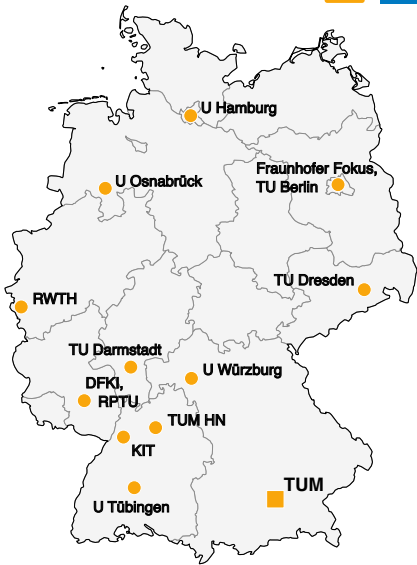 U Hamburg
Fraunhofer Fokus,
TU Berlin
U Osnabrück
TU Dresden
RWTH
TU Darmstadt
U Würzburg
DFKI,
RPTU
TUM HN
KIT
TUM
U Tübingen